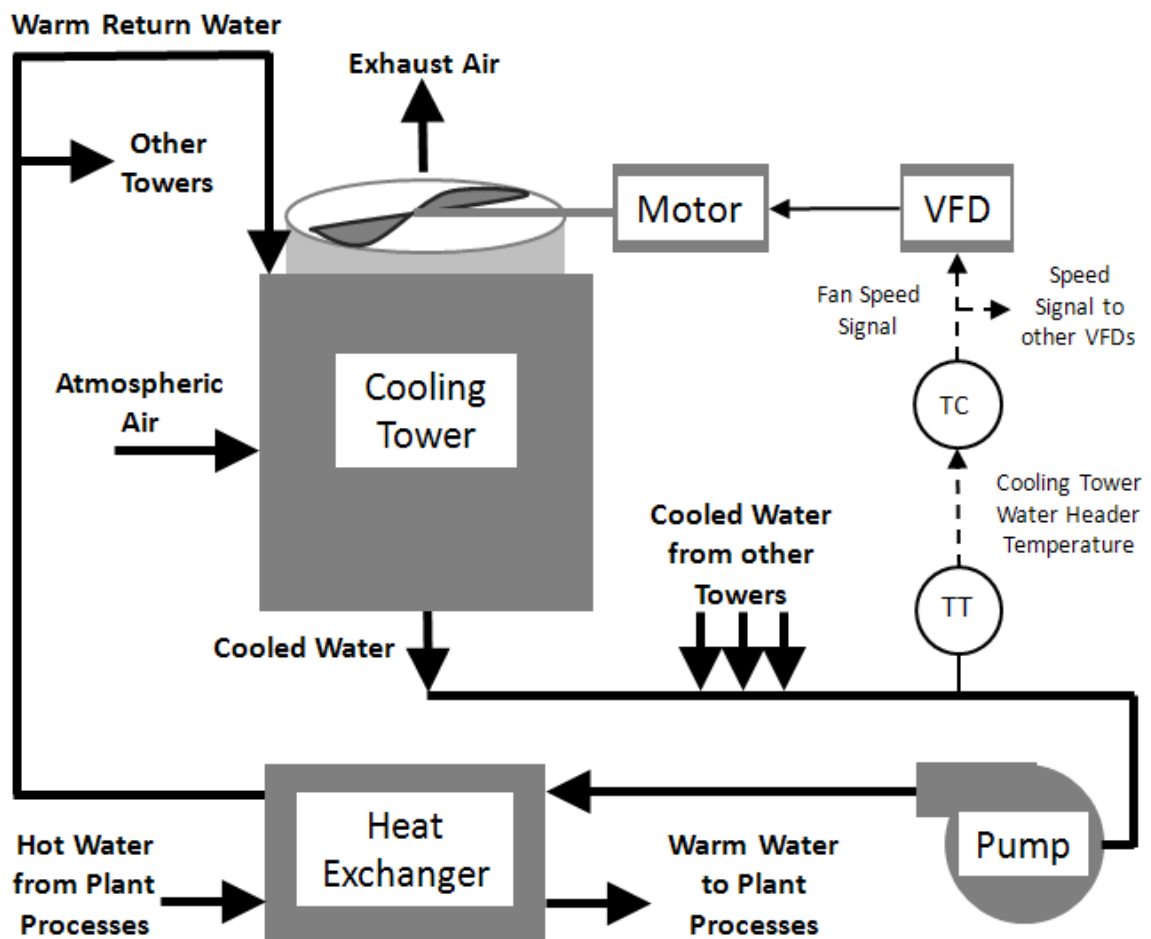 Warm Return Water
Exhaust Air
Other
Towers
Motor
VFD
Fan Speed
Signal
Speed
Signal to
other VFDs
Atmospheric
Air
Cooling
Tower
TC
Cooling Tower
Water Header
Temperature
Cooled Water
from other
Towers
TT
Cooled Water
Heat
Exchanger
Pump
Hot Water
from Plant
Processes
Warm Water
to Plant
Processes